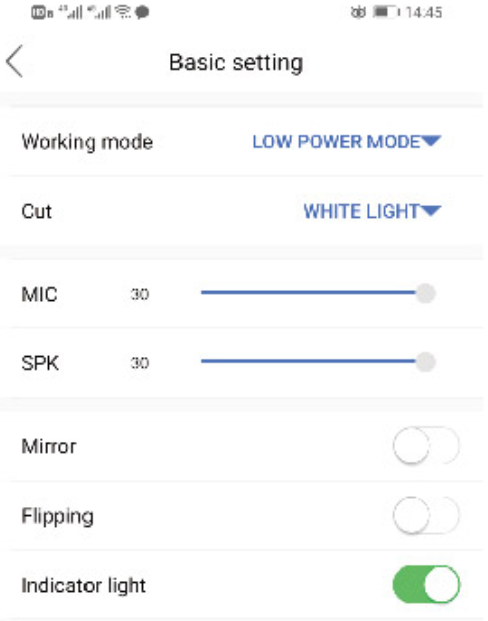 14:45
Basic setting
Working mode LOW POWER MODE
Cut WHITE LIGHT
MIC 30
SPK 30
Mirror
Flipping
Indicator light